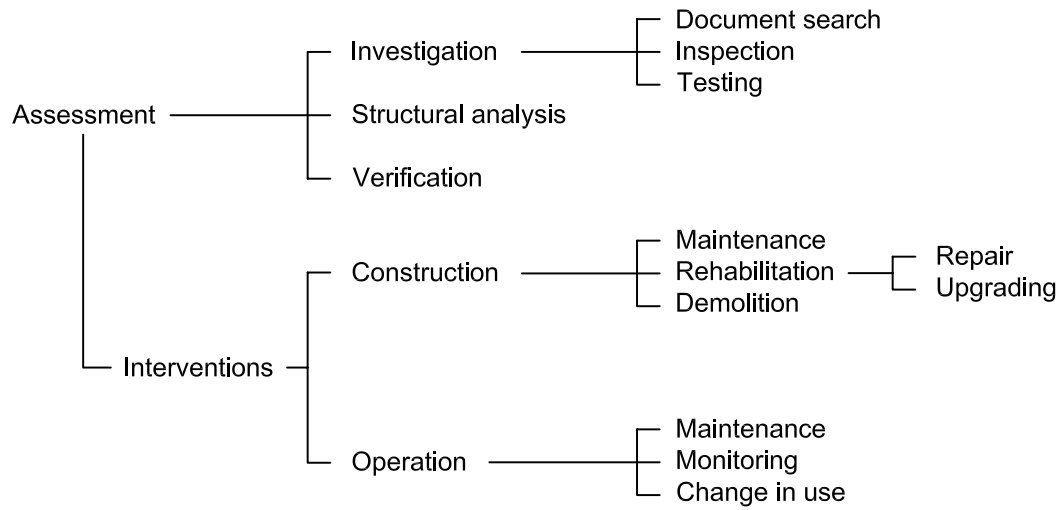 Assessment
Investigation
Document search
Inspection
Testing
Structural analysis
Verification
Interventions
Construction
Maintenance
Rehabilitation
Repair
Upgrading
Demolition
Operation
Maintenance
Monitoring
Change in use